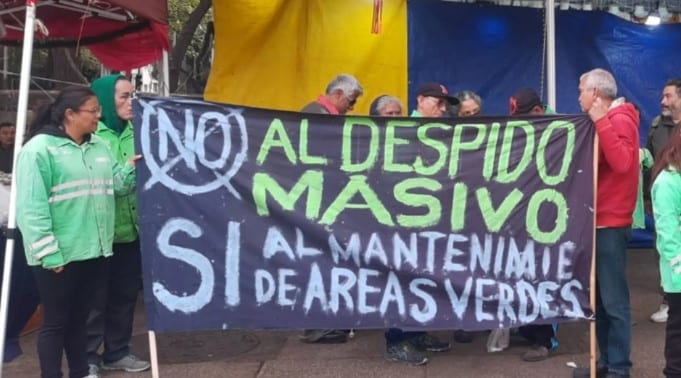 NO AL DESPIDO
MASIVO
SI AL MANTENIMIE
DE AREAS VERDES